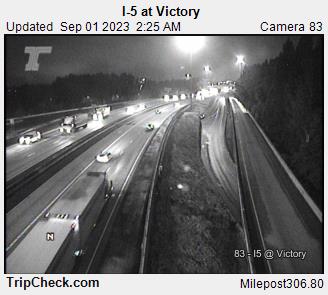 I-5 at Victory
Updated Sep 01 2023 2:25 AM Camera 83
T
N
83 - I5 @ Victory
TripCheck.com Milepost306.80